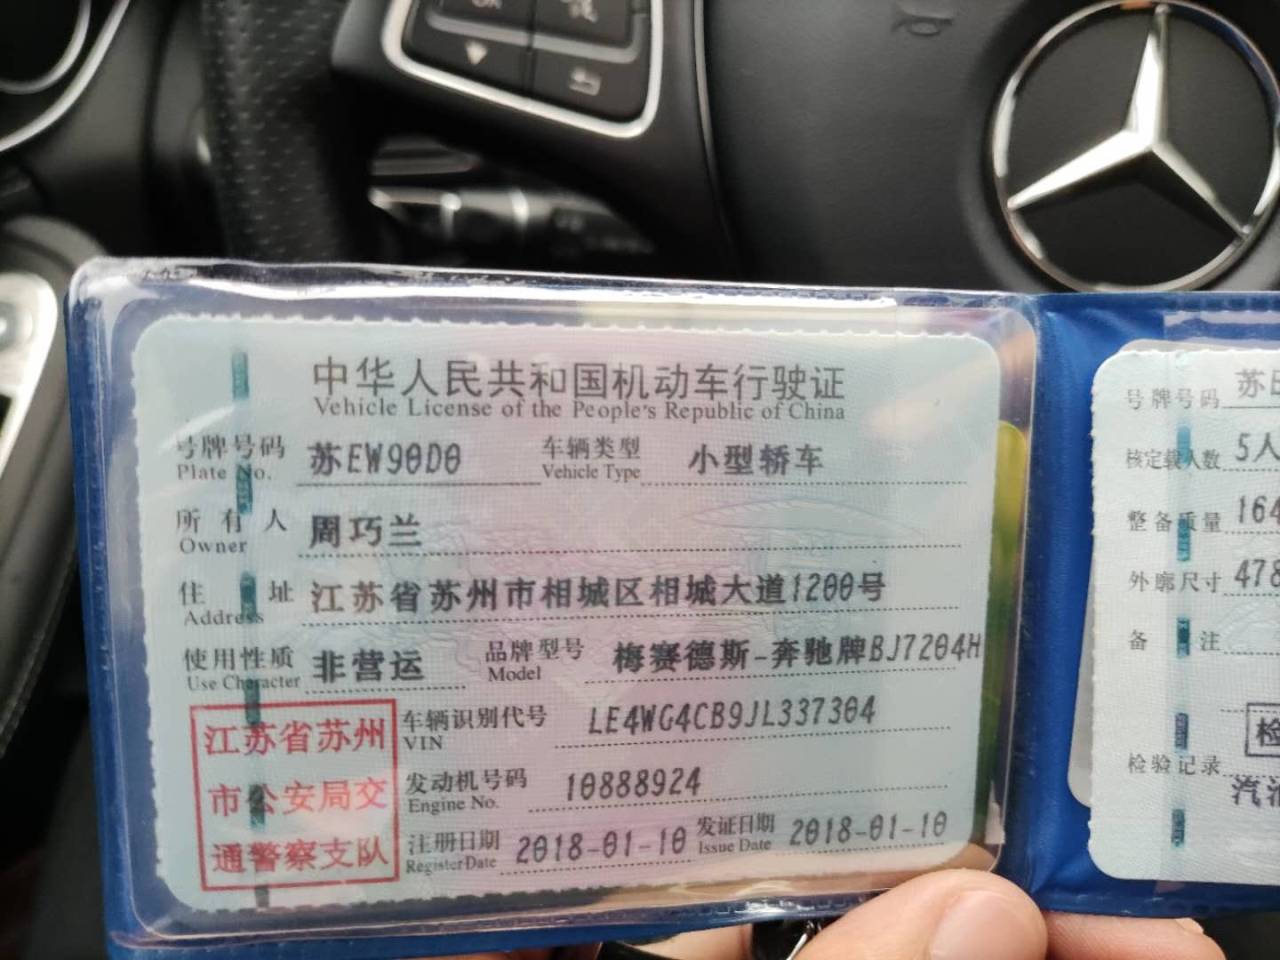 中华人民共和国机动车行驶证
Vehicle License of the People's Republic of China
号牌号码 苏EW90D0 车辆类型 小型轿车
Plate No. Vehicle Type
所有人 周巧兰
Owner
住址 江苏省苏州市相城区相城大道1200号
Address
使用性质 非营运 品牌型号 梅赛德斯-奔驰牌BJ7204H
Use Character Model
江苏省苏州
市公安局交
通警察支队
车辆识别代号 LE4WG4CB9JL337304
VIN
发动机号码 10888924
Engine No.
注册日期 2018-01-10 发证日期 2018-01-10
Register Date Issue Date
号牌号码 苏E
核定载人数 5人
整备质量 164
外廓尺寸 478
备注
检验记录
汽油